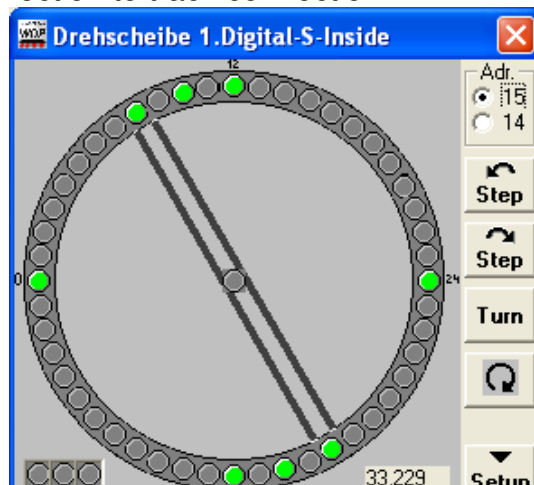 Drehscheibe 1.Digital-S-Inside
12
Adr.
15
14
Step
0
24
Step
Turn
33.229
Setup